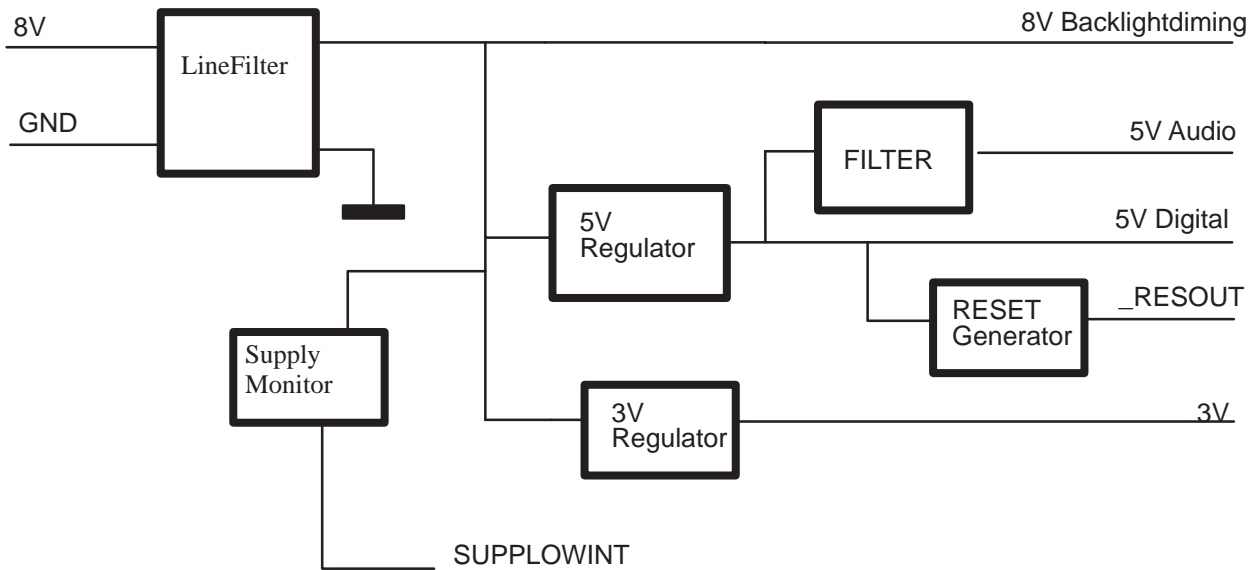 8V
8V Backlightdiming
LineFilter
GND
5V Audio
FILTER
5V
Regulator
5V Digital
_RESOUT
RESET
Generator
Supply
Monitor
3V
Regulator
3V
SUPPLOWINT